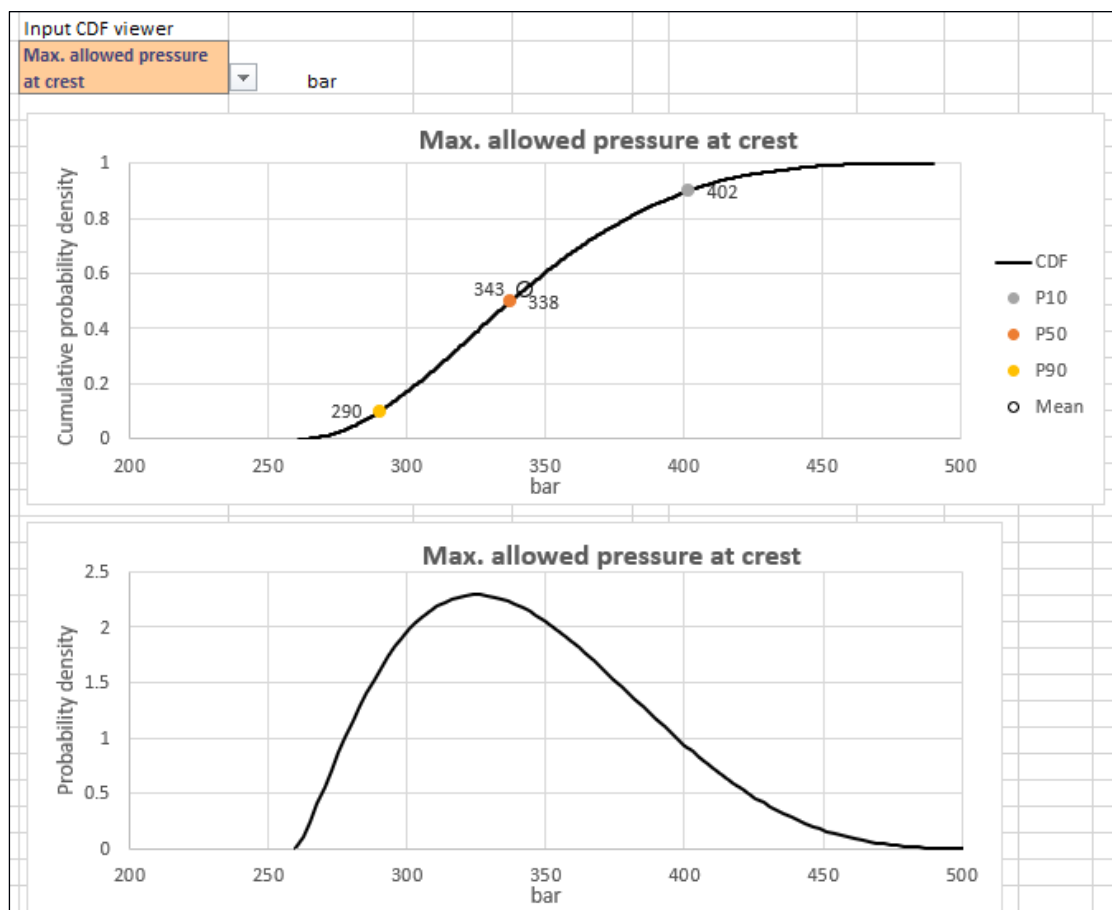 Input CDF viewer
Max. allowed pressure
at crest
bar
Max. allowed pressure at crest
Cumulative probability density
1
0.8
0.6
0.4
0.2
0
402
343
338
290
200 250 300 350 400 450 500
bar
CDF
P10
P50
P90
Mean
Max. allowed pressure at crest
Probability density
2.5
2
1.5
1
0.5
0
200 250 300 350 400 450 500
bar